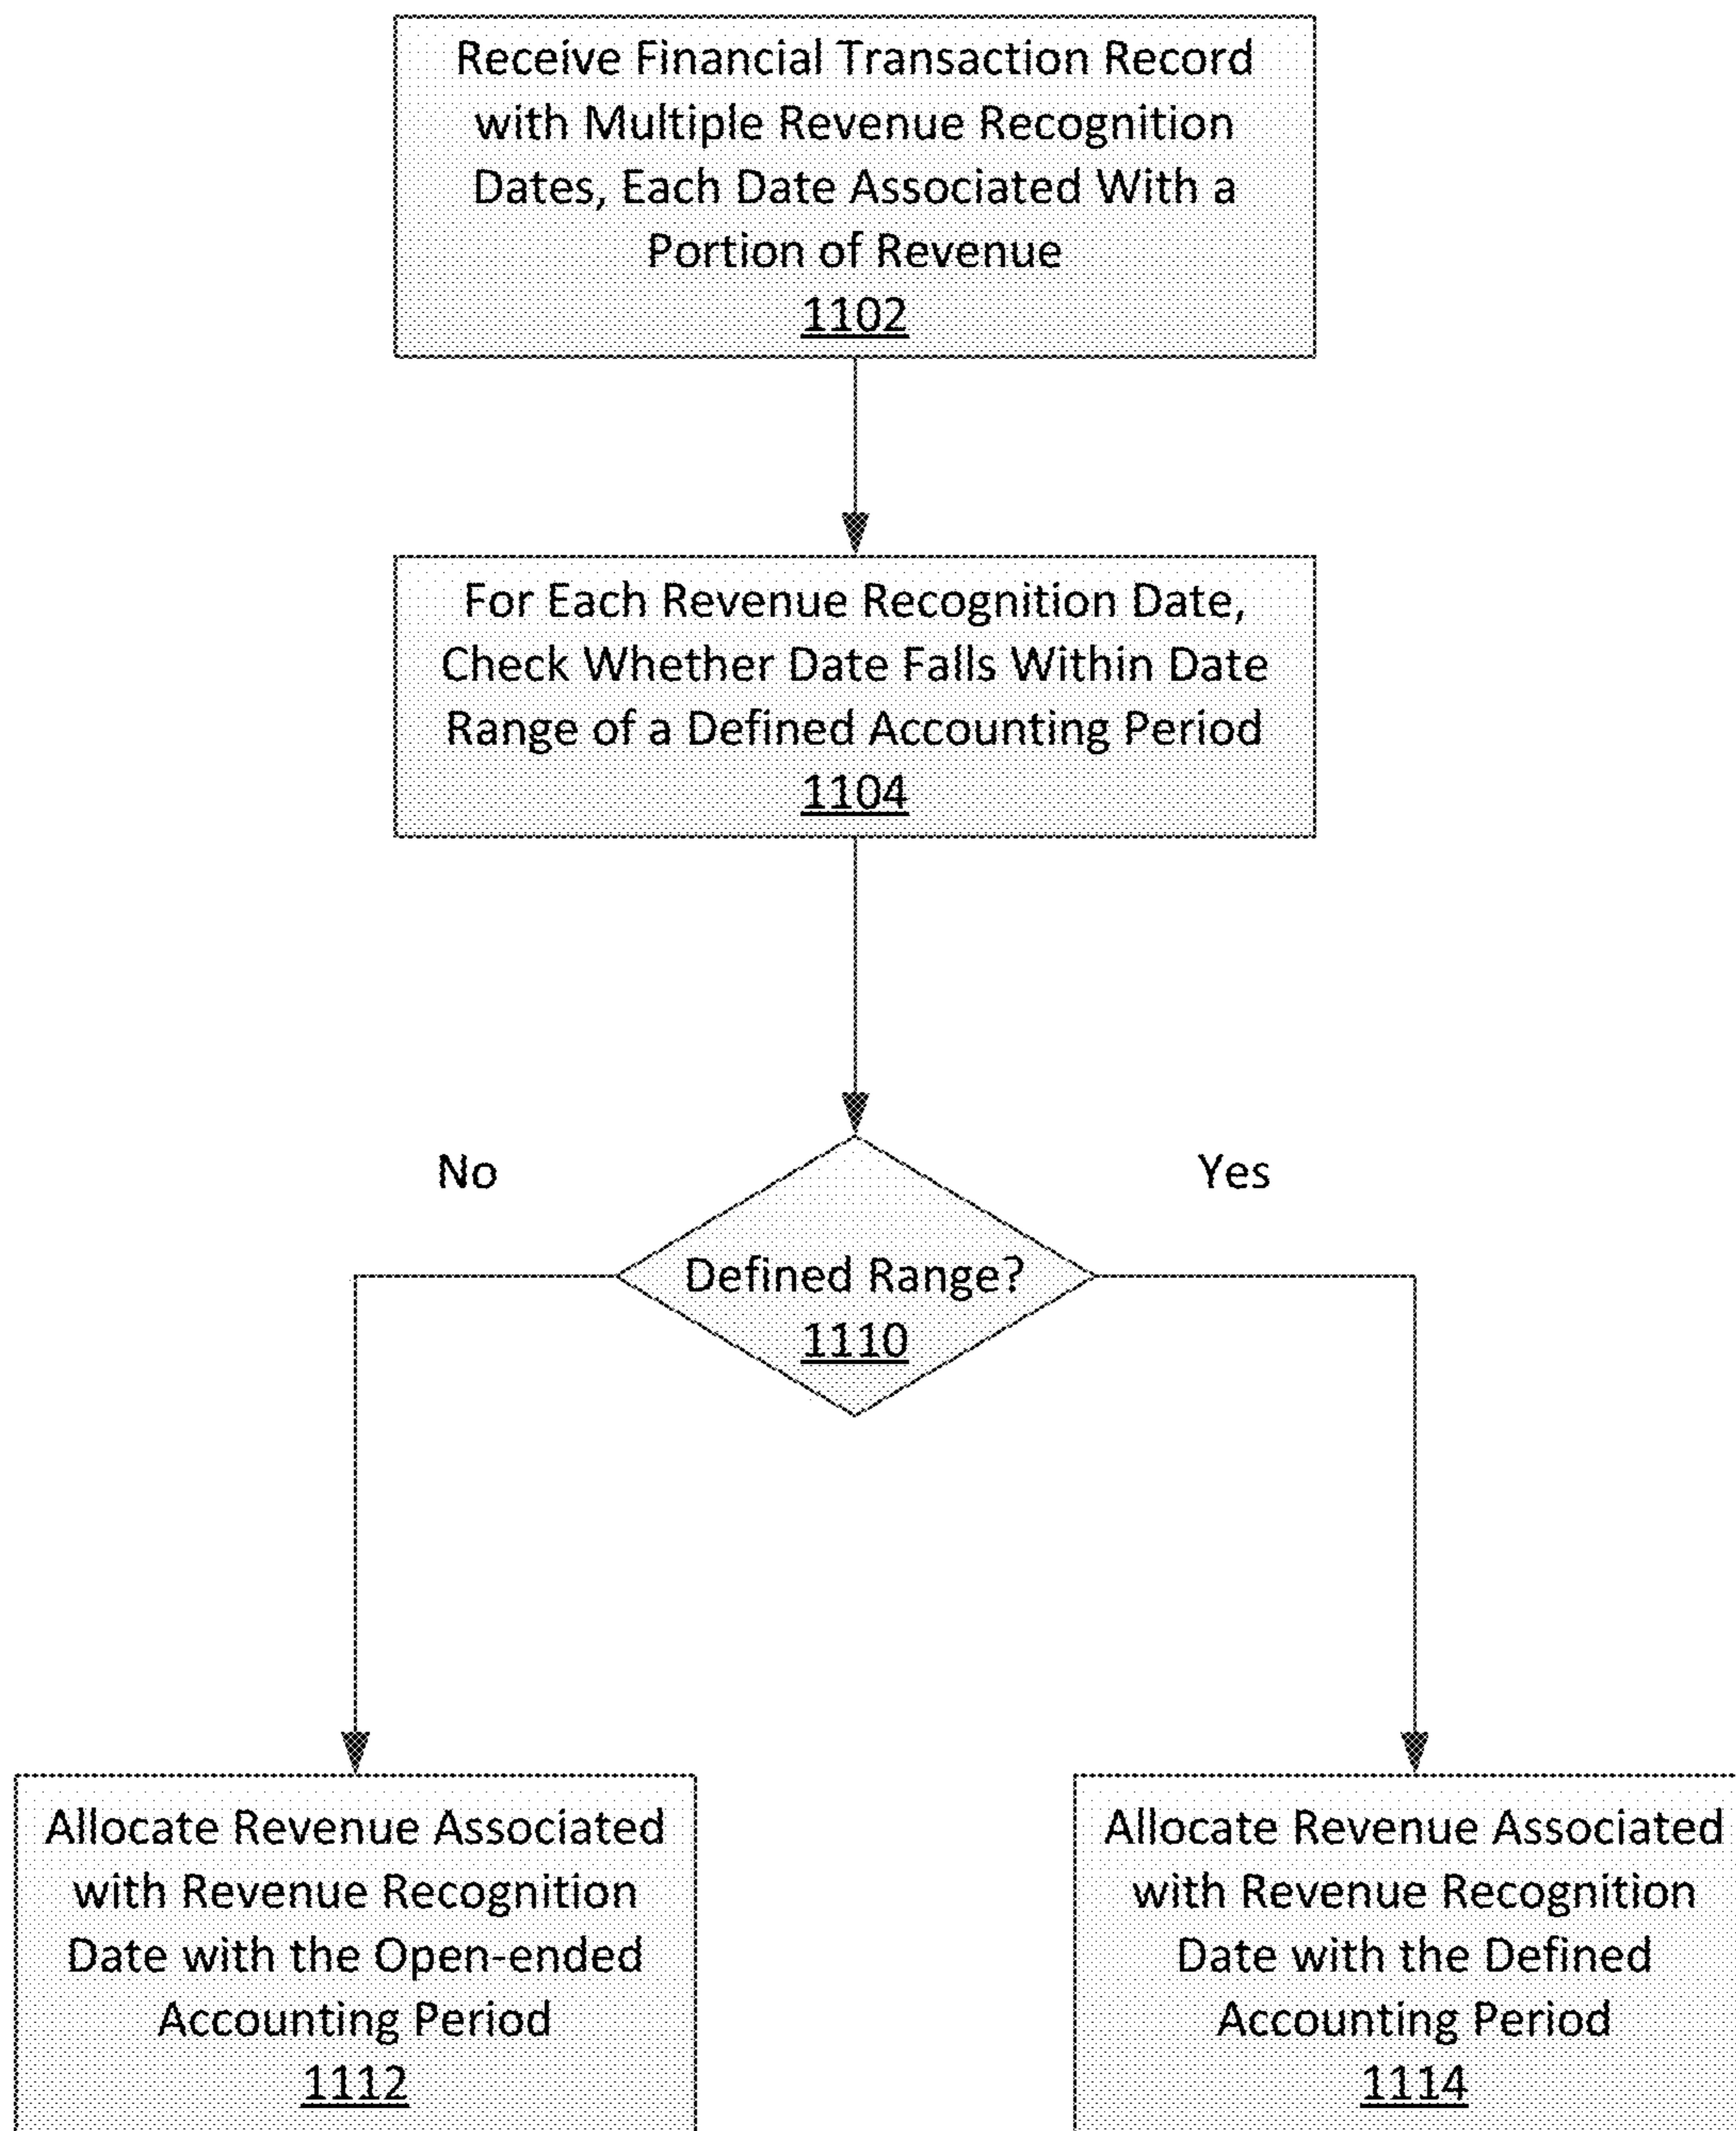 Receive Financial Transaction Record
with Multiple Revenue Recognition
Dates, Each Date Associated With a
Portion of Revenue
1102
For Each Revenue Recognition Date,
Check Whether Date Falls Within Date
Range of a Defined Accounting Period
1104
No
Yes
Defined Range?
1110
Allocate Revenue Associated
with Revenue Recognition
Date with the Open-ended
Accounting Period
1112
Allocate Revenue Associated
with Revenue Recognition
Date with the Defined
Accounting Period
1114